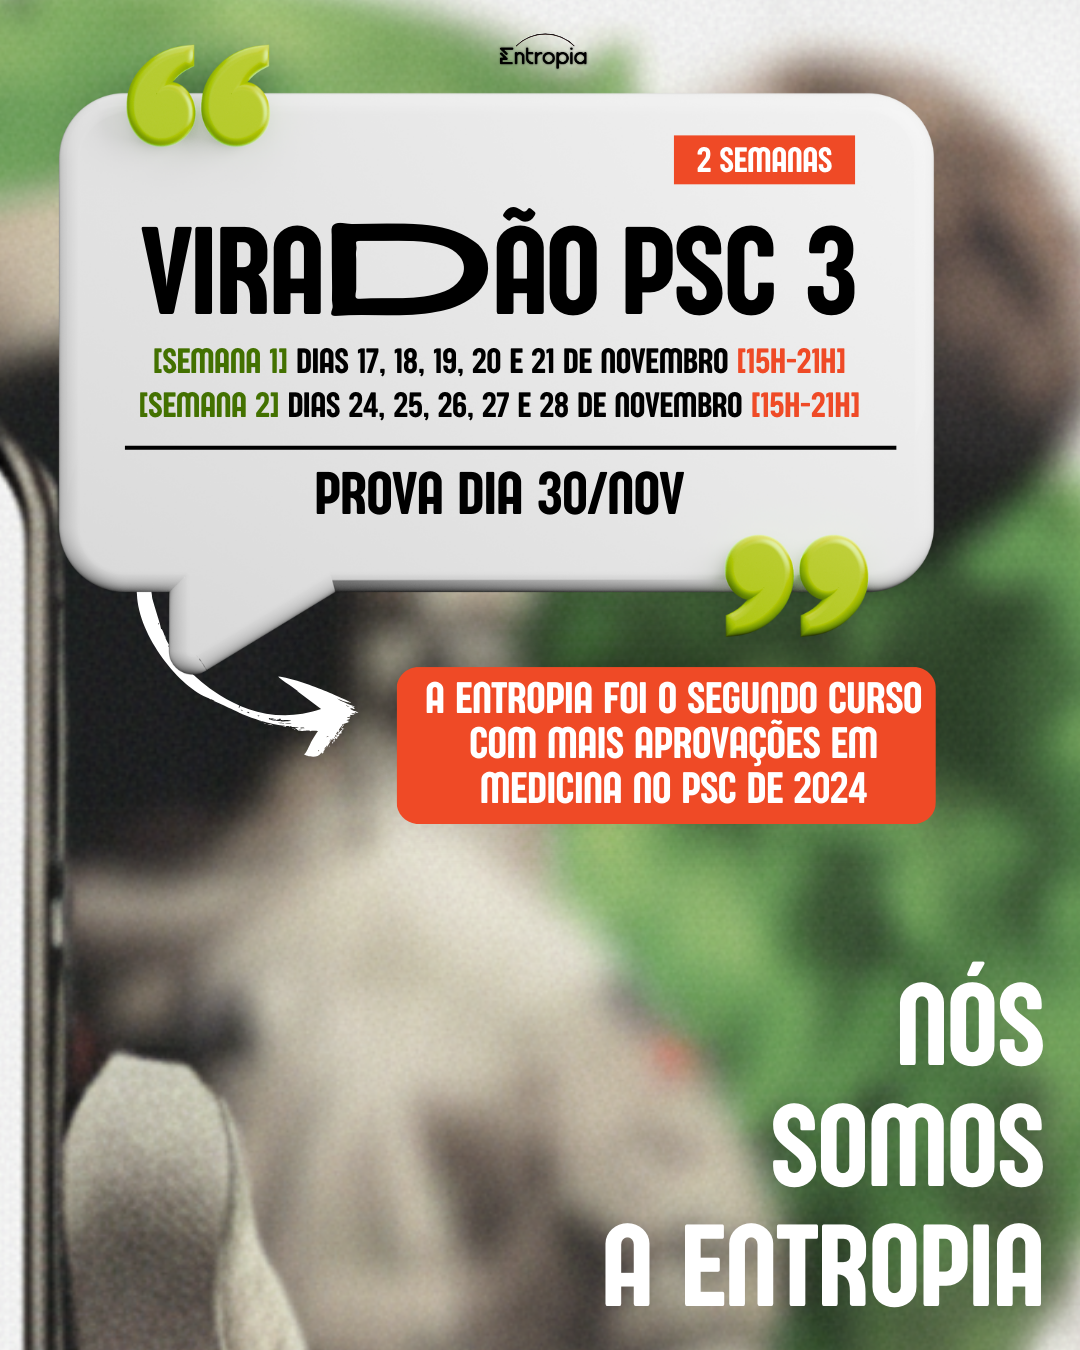 Entropia
2 SEMANAS
VIRADÃO PSC 3
[SEMANA 1] DIAS 17, 18, 19, 20 E 21 DE NOVEMBRO [15H-21H]
[SEMANA 2] DIAS 24, 25, 26, 27 E 28 DE NOVEMBRO [15H-21H]
PROVA DIA 30/NOV
A ENTROPIA FOI O SEGUNDO CURSO
COM MAIS APROVAÇÕES EM
MEDICINA NO PSC DE 2024
NÓS
SOMOS
A ENTROPIA